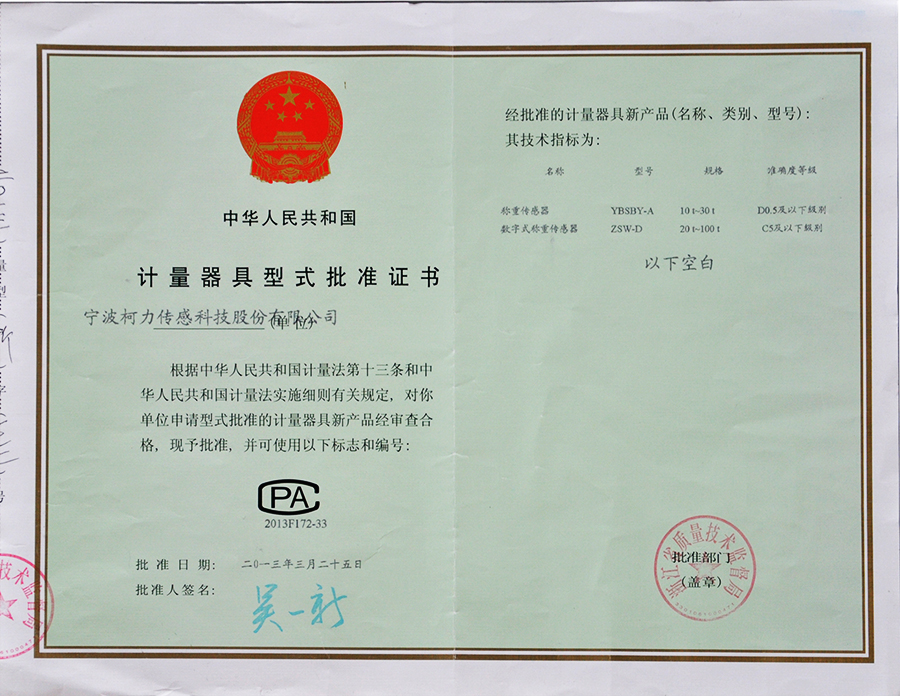 中华人民共和国
计量器具型式批准证书
宁波柯力传感科技股份有限公司
(单位)
根据中华人民共和国计量法第十三条和中
华人民共和国计量法实施细则有关规定，对你
单位申请型式批准的计量器具新产品经审查合
格，现予批准，并可使用以下标志和编号：
CPA
2013F172-33
批准日期：二〇一三年三月二十五日
批准人签名：
吴一新
经批准的计量器具新产品(名称、类别、型号)：
其技术指标为：
名称 型号 规格 准确度等级
称重传感器 YBSBY-A 10 t~30 t D0.5及以下级别
数字式称重传感器 ZSW-D 20 t~100 t C5及以下级别
以下空白
浙江省质量技术监督局
批准部门
(盖章)